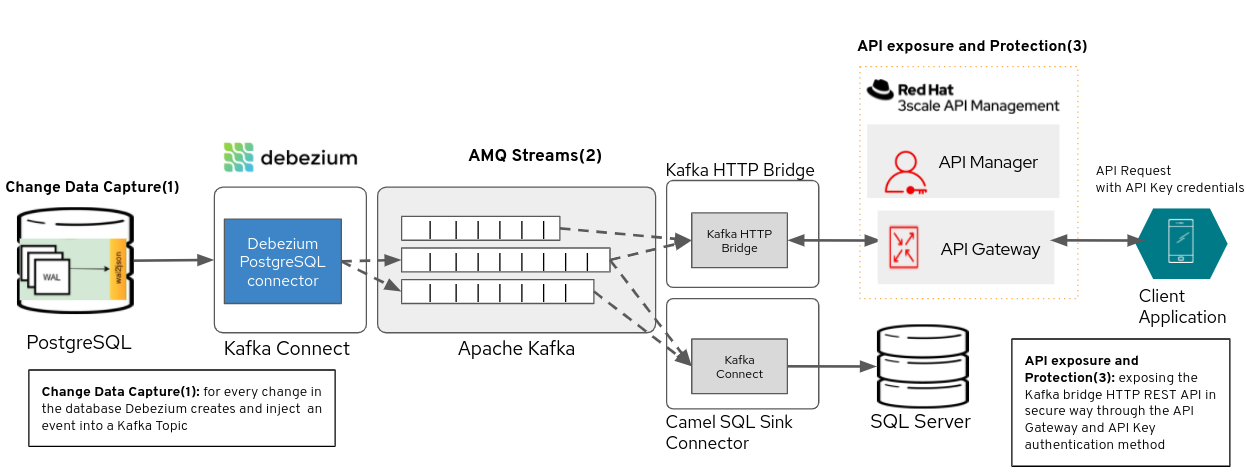 API exposure and Protection(3)
Red Hat
3scale API Management
debezium
AMQ Streams(2)
Kafka HTTP Bridge
API Manager
API Request
with API Key credentials
Change Data Capture(1)
Debezium
PostgreSQL
connector
Kafka HTTP
Bridge
API Gateway
WAL
wal2json
Client
Application
PostgreSQL
Kafka Connect
Apache Kafka
Kafka
Connect
Camel SQL Sink
Connector
SQL Server
Change Data Capture(1): for every change in
the database Debezium creates and inject an
event into a Kafka Topic
API exposure and
Protection(3): exposing the
Kafka bridge HTTP REST API in
secure way through the API
Gateway and API Key
authentication method